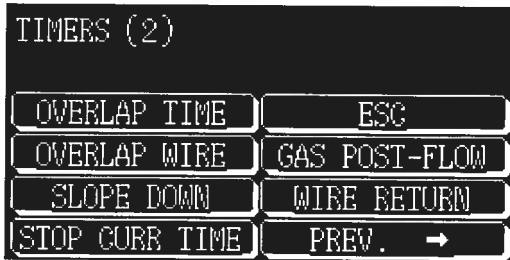 TIMERS (2)
OVERLAP TIME ESC
OVERLAP WIRE GAS POST-FLOW
SLOPE DOWN WIRE RETURN
STOP CURR TIME PREV. →